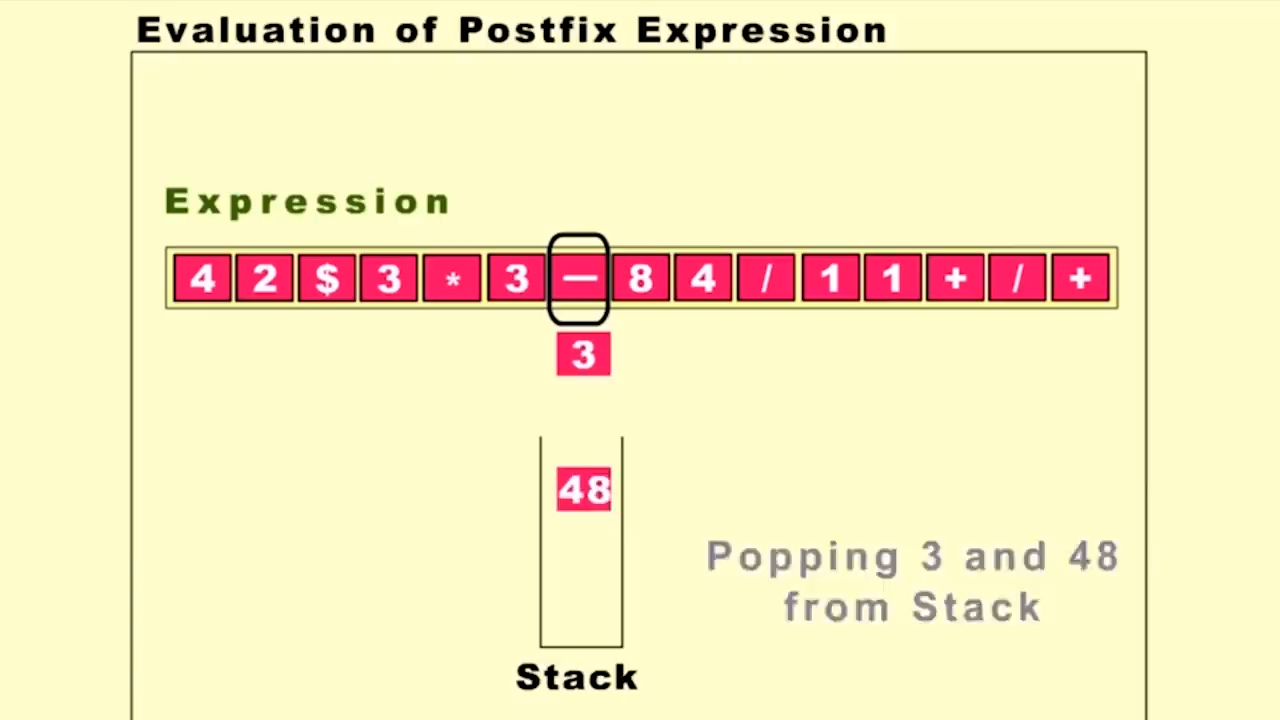 Evaluation of Postfix Expression
Expression
4 2 $ 3 * 3 — 8 4 / 1 1 + / +
3
48
Popping 3 and 48
from Stack
Stack